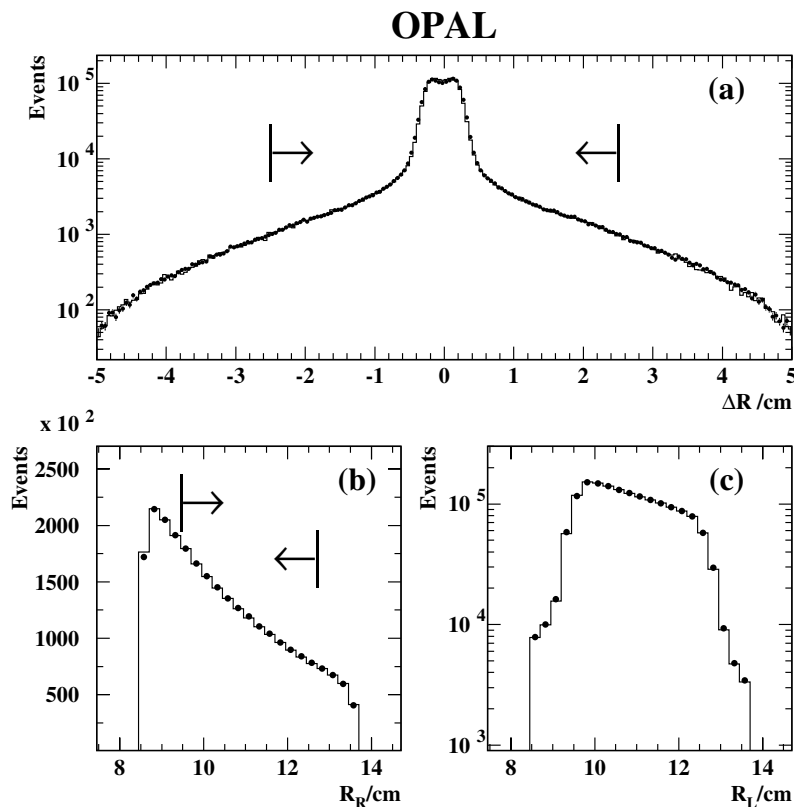 OPAL
Events
10^5
10^4
10^3
10^2
(a)
-5 -4 -3 -2 -1 0 1 2 3 4 5
ΔR /cm
x 10^2
Events
2500
2000
1500
1000
500
(b)
8 10 12 14
R_R/cm
Events
10^5
10^4
10^3
(c)
8 10 12 14
R_L/cm